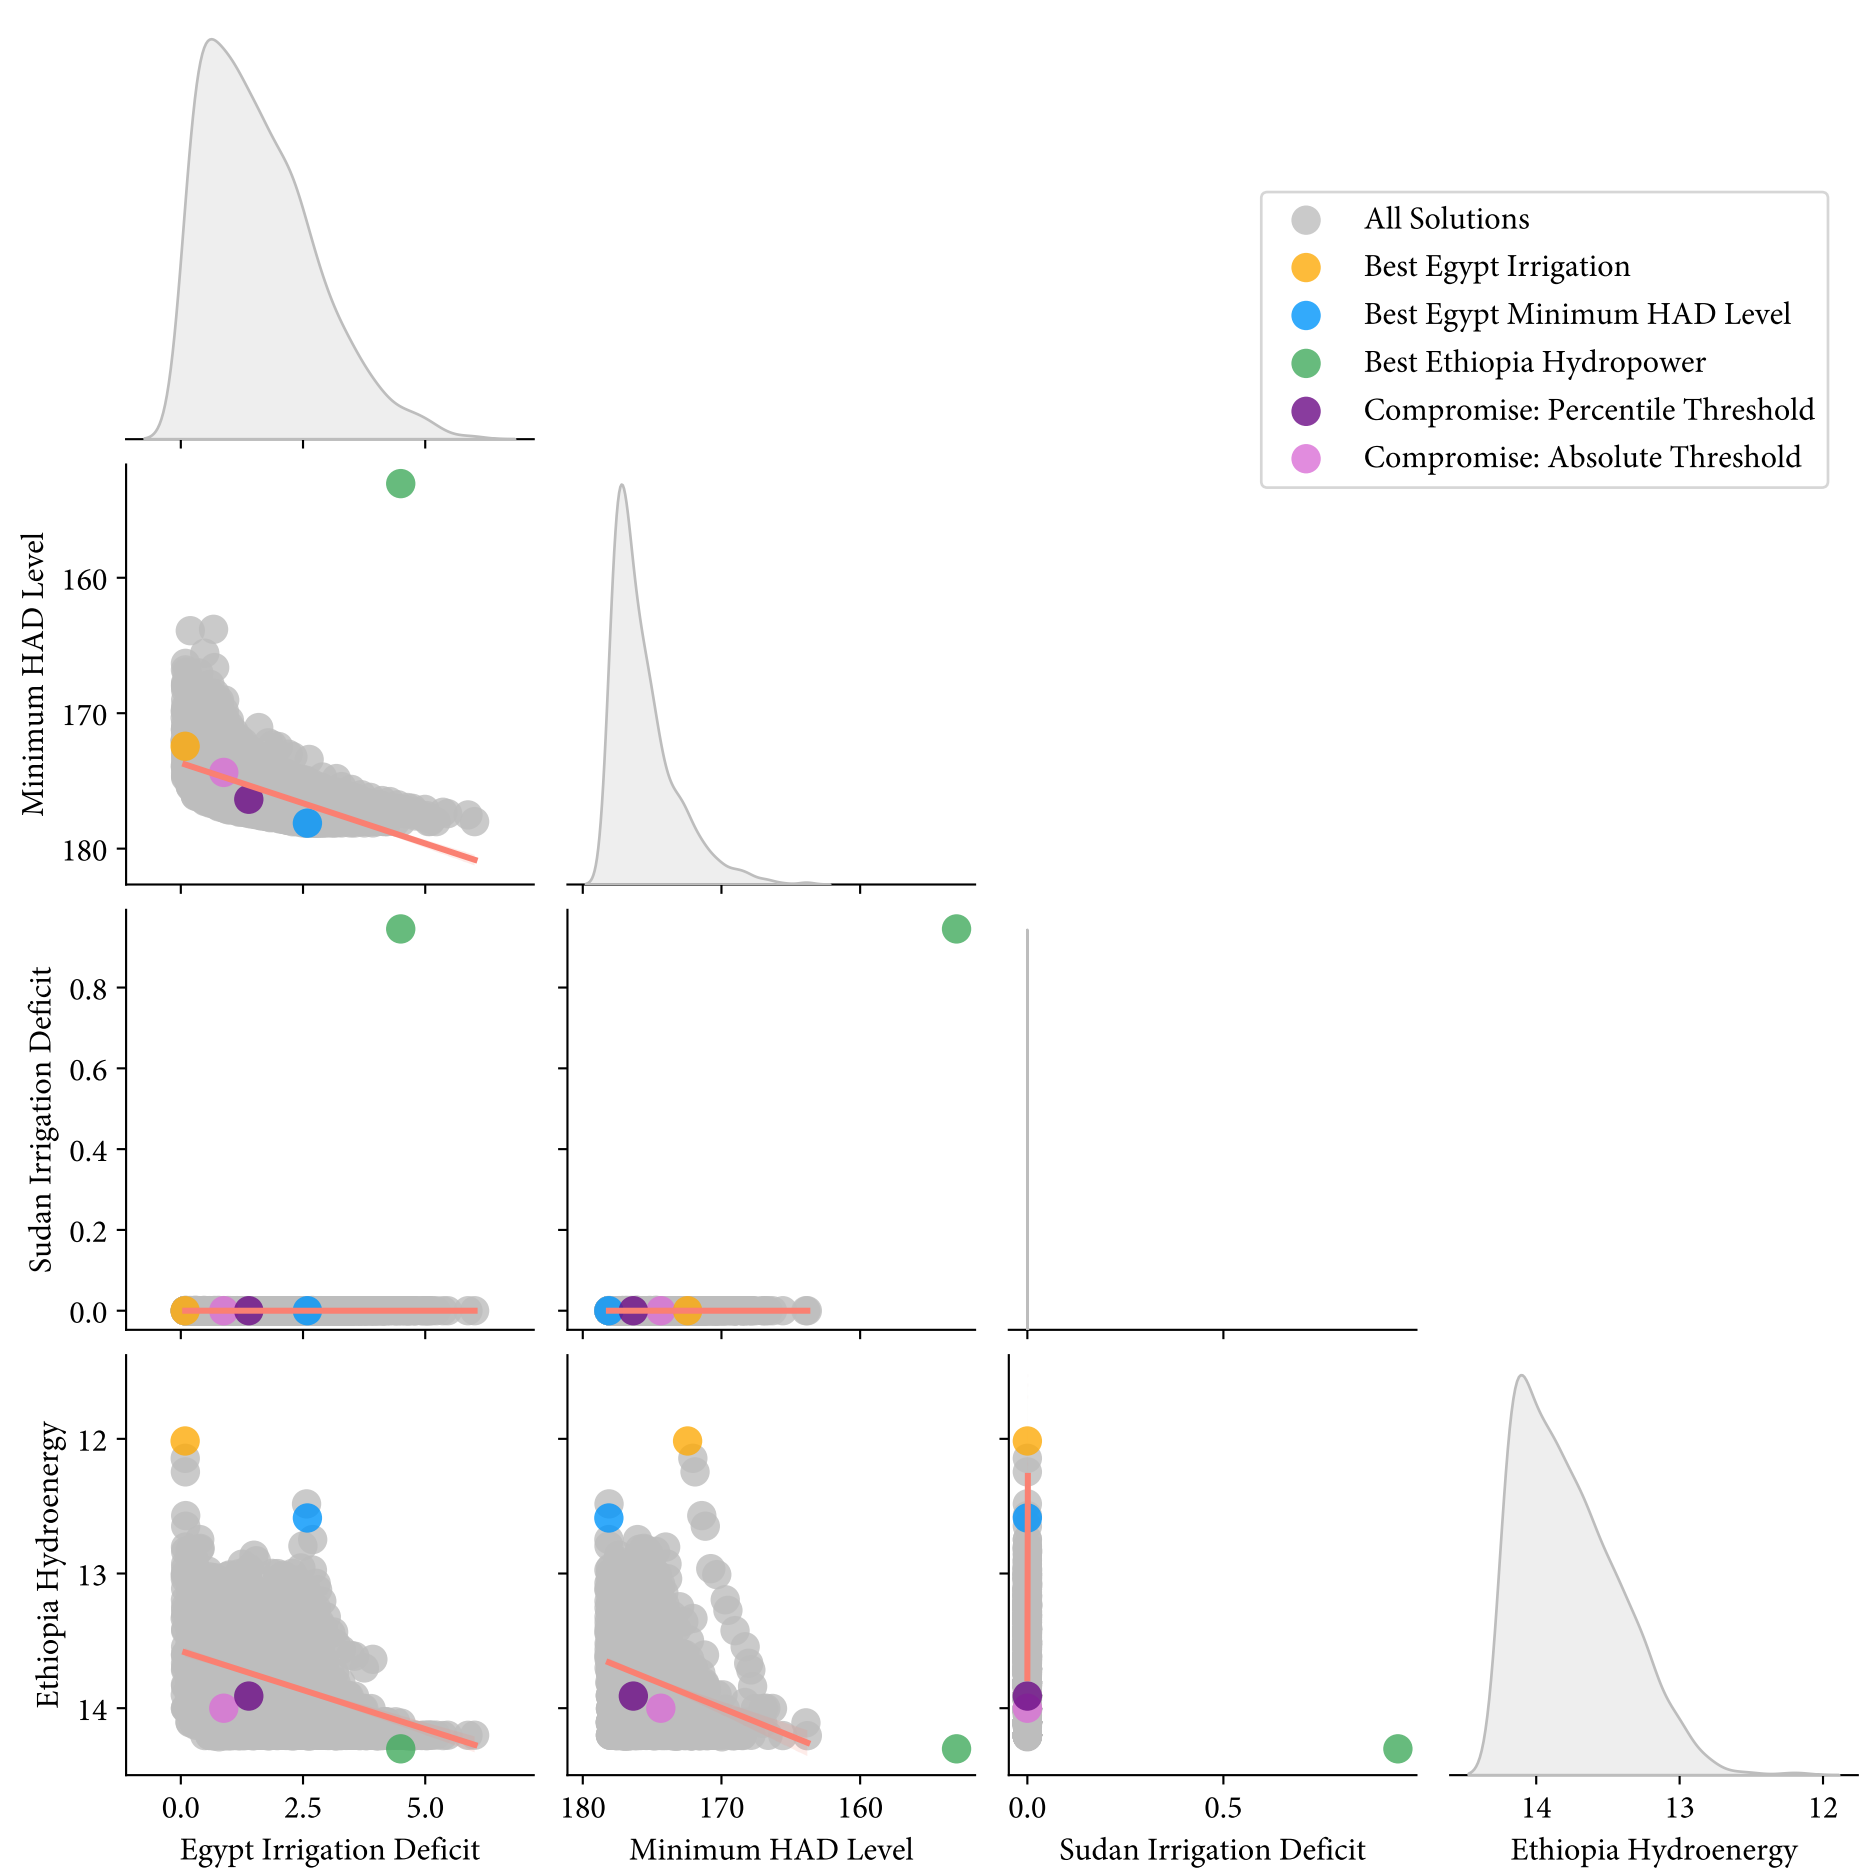 All Solutions
Best Egypt Irrigation
Best Egypt Minimum HAD Level
Best Ethiopia Hydropower
Compromise: Percentile Threshold
Compromise: Absolute Threshold
Minimum HAD Level
160
170
180
Sudan Irrigation Deficit
0.8
0.6
0.4
0.2
0.0
Ethiopia Hydroenergy
12
13
14
0.0 2.5 5.0
180 170 160
0.0 0.5
14 13 12
Egypt Irrigation Deficit
Minimum HAD Level
Sudan Irrigation Deficit
Ethiopia Hydroenergy